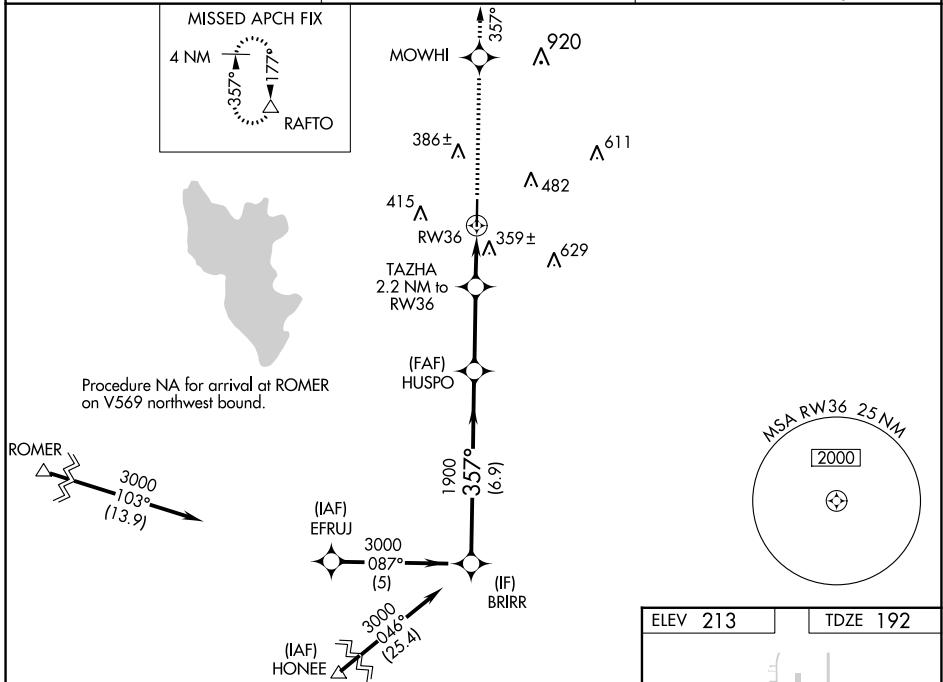 MISSED APCH FIX
4 NM
357°
177°
RAFTO
357°
MOWHI
920
386±
611
482
415
RW36
359±
629
TAZHA
2.2 NM to
RW36
(FAF)
HUSPO
Procedure NA for arrival at ROMER
on V569 northwest bound.
MSA RW36 25 NM
2000
ROMER
3000
103°
(13.9)
1900
357°
(6.9)
(IAF)
EFRUJ
3000
087°
(5)
(IF)
BRIRR
3000
046°
(25.4)
(IAF)
HONEE
ELEV 213
TDZE 192